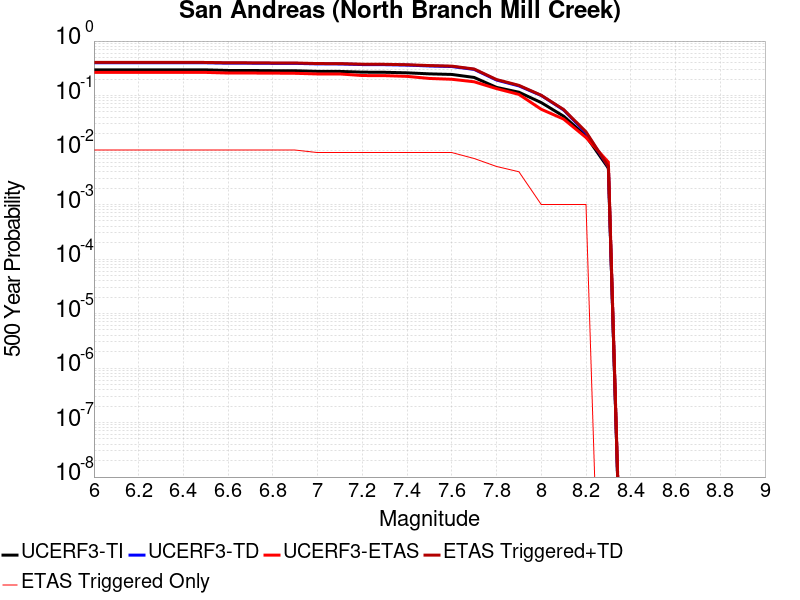 San Andreas (North Branch Mill Creek)
10^0
10^-1
10^-2
10^-3
10^-4
10^-5
10^-6
10^-7
10^-8
500 Year Probability
6 6.2 6.4 6.6 6.8 7 7.2 7.4 7.6 7.8 8 8.2 8.4 8.6 8.8 9
Magnitude
UCERF3-TI UCERF3-TD UCERF3-ETAS ETAS Triggered+TD
ETAS Triggered Only